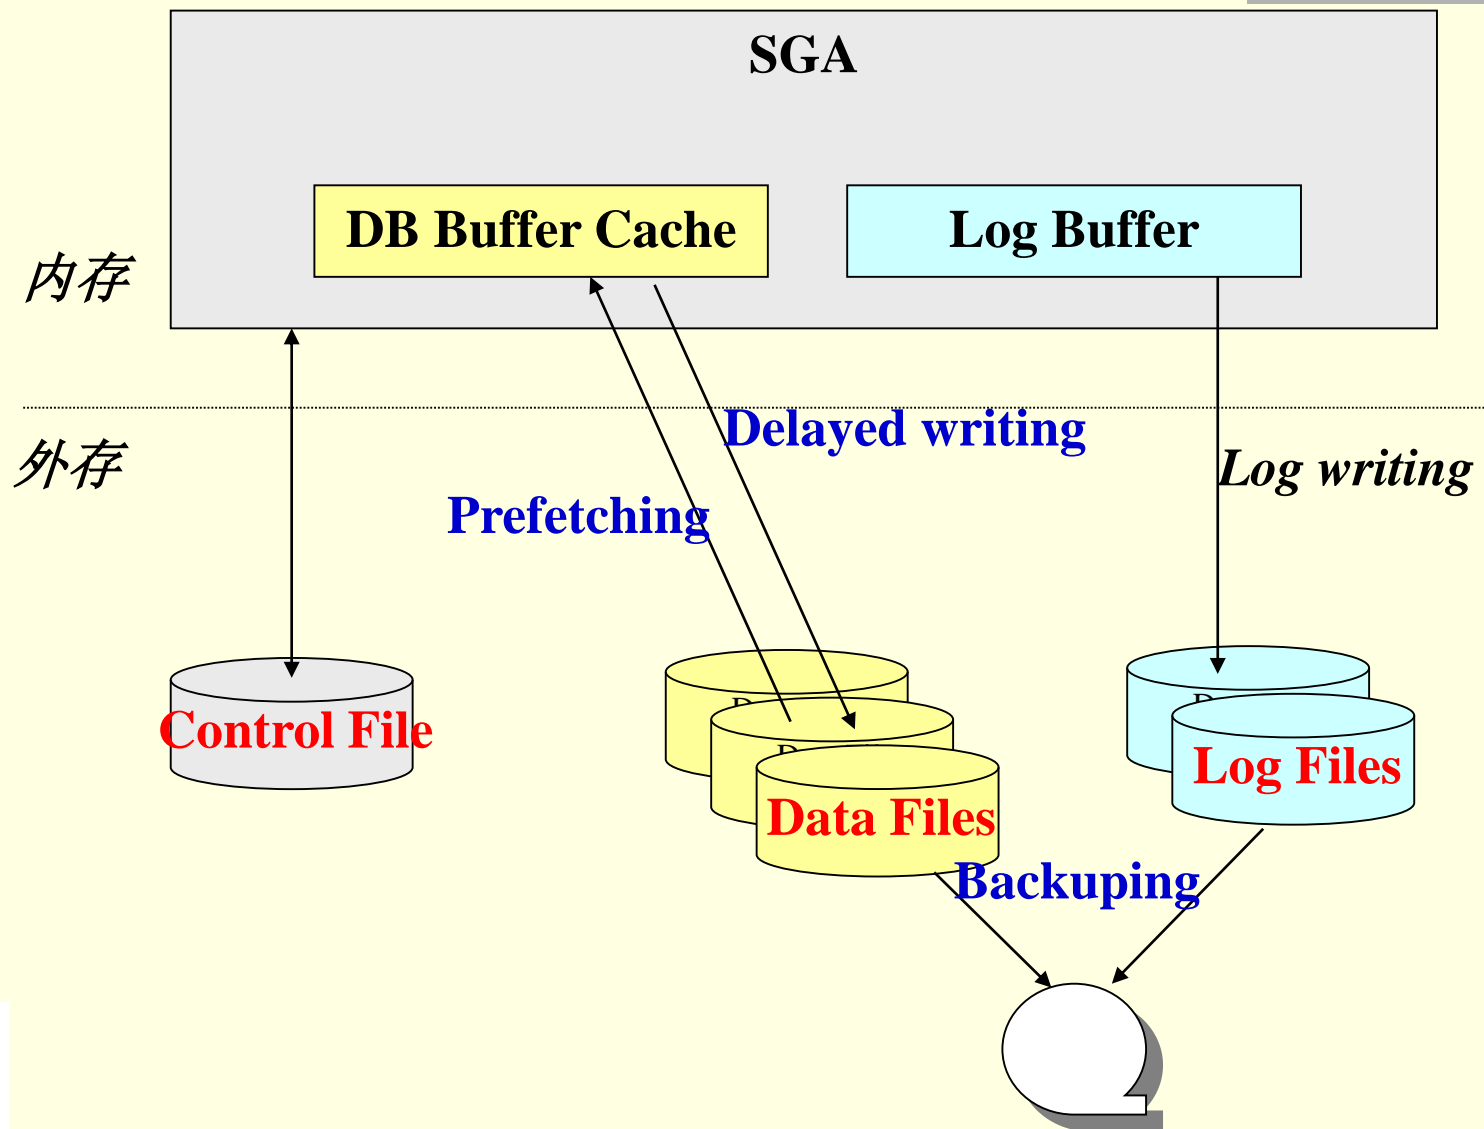 SGA
DB Buffer Cache
Log Buffer
内存
Delayed writing
外存
Log writing
Prefetching
Control File
Log Files
Data Files
Backuping